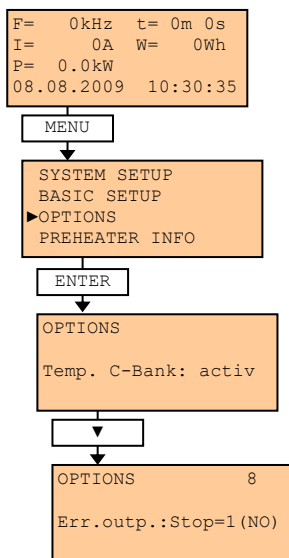 F=   0kHz  t= 0m 0s
I=     0A  W=   0Wh
P=  0.0kW
08.08.2009  10:30:35
MENU
SYSTEM SETUP
BASIC SETUP
►OPTIONS
PREHEATER INFO
ENTER
OPTIONS
Temp. C-Bank: activ
▼
OPTIONS          8
Err.outp.:Stop=1(NO)